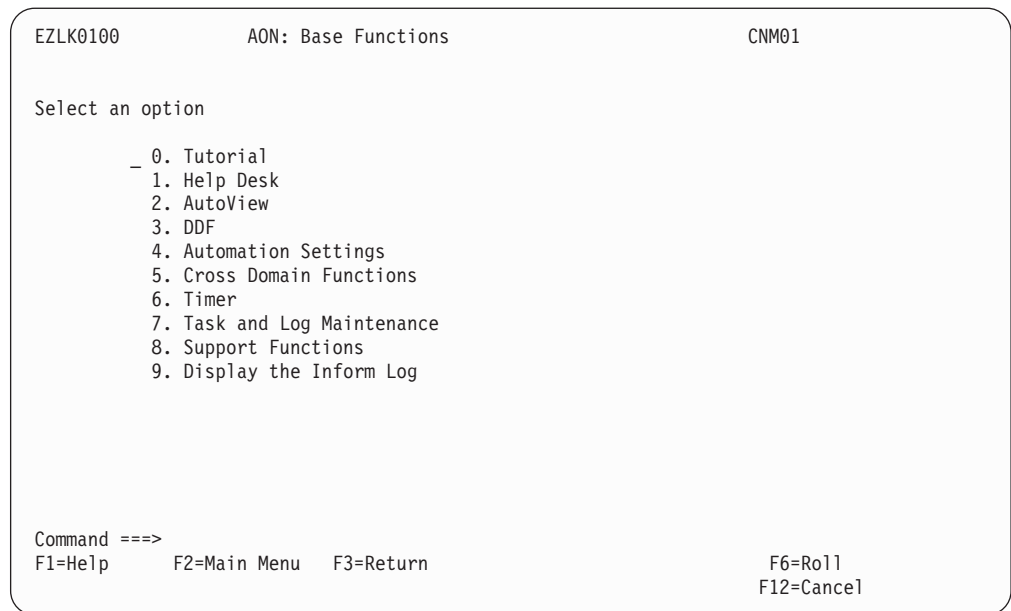 EZLK0100 AON: Base Functions CNM01
Select an option
_ 0. Tutorial
1. Help Desk
2. AutoView
3. DDF
4. Automation Settings
5. Cross Domain Functions
6. Timer
7. Task and Log Maintenance
8. Support Functions
9. Display the Inform Log
Command ===>
F1=Help F2=Main Menu F3=Return F6=Roll
F12=Cancel